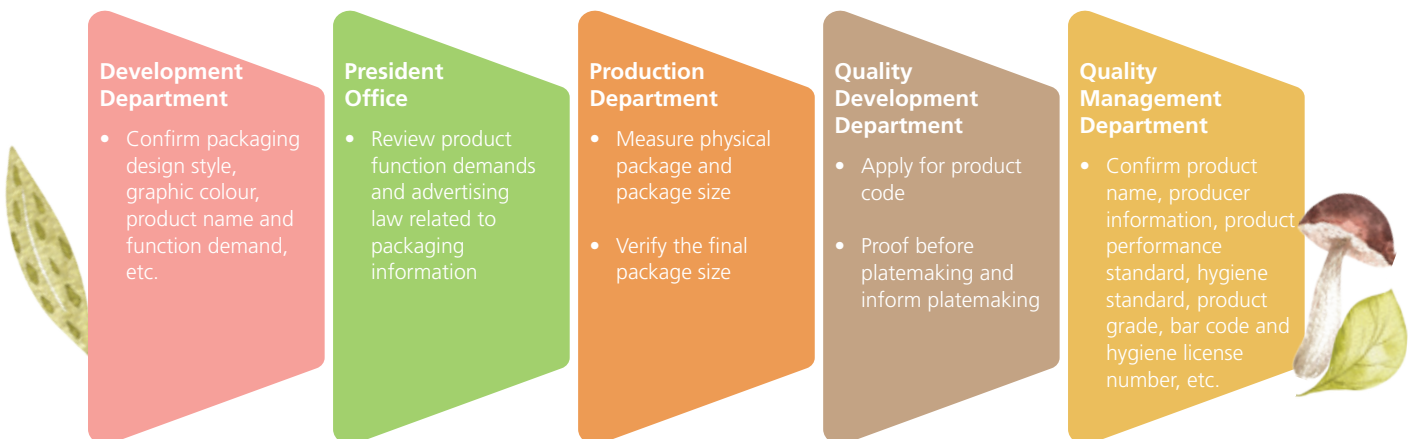 Development
Department
• Confirm packaging
design style,
graphic colour,
product name and
function demand,
etc.
President
Office
• Review product
function demands
and advertising
law related to
packaging
information
Production
Department
• Measure physical
package and
package size
• Verify the final
package size
Quality
Development
Department
• Apply for product
code
• Proof before
platemaking and
inform platemaking
Quality
Management
Department
• Confirm product
name, producer
information, product
performance
standard, hygiene
standard, product
grade, bar code and
hygiene license
number, etc.